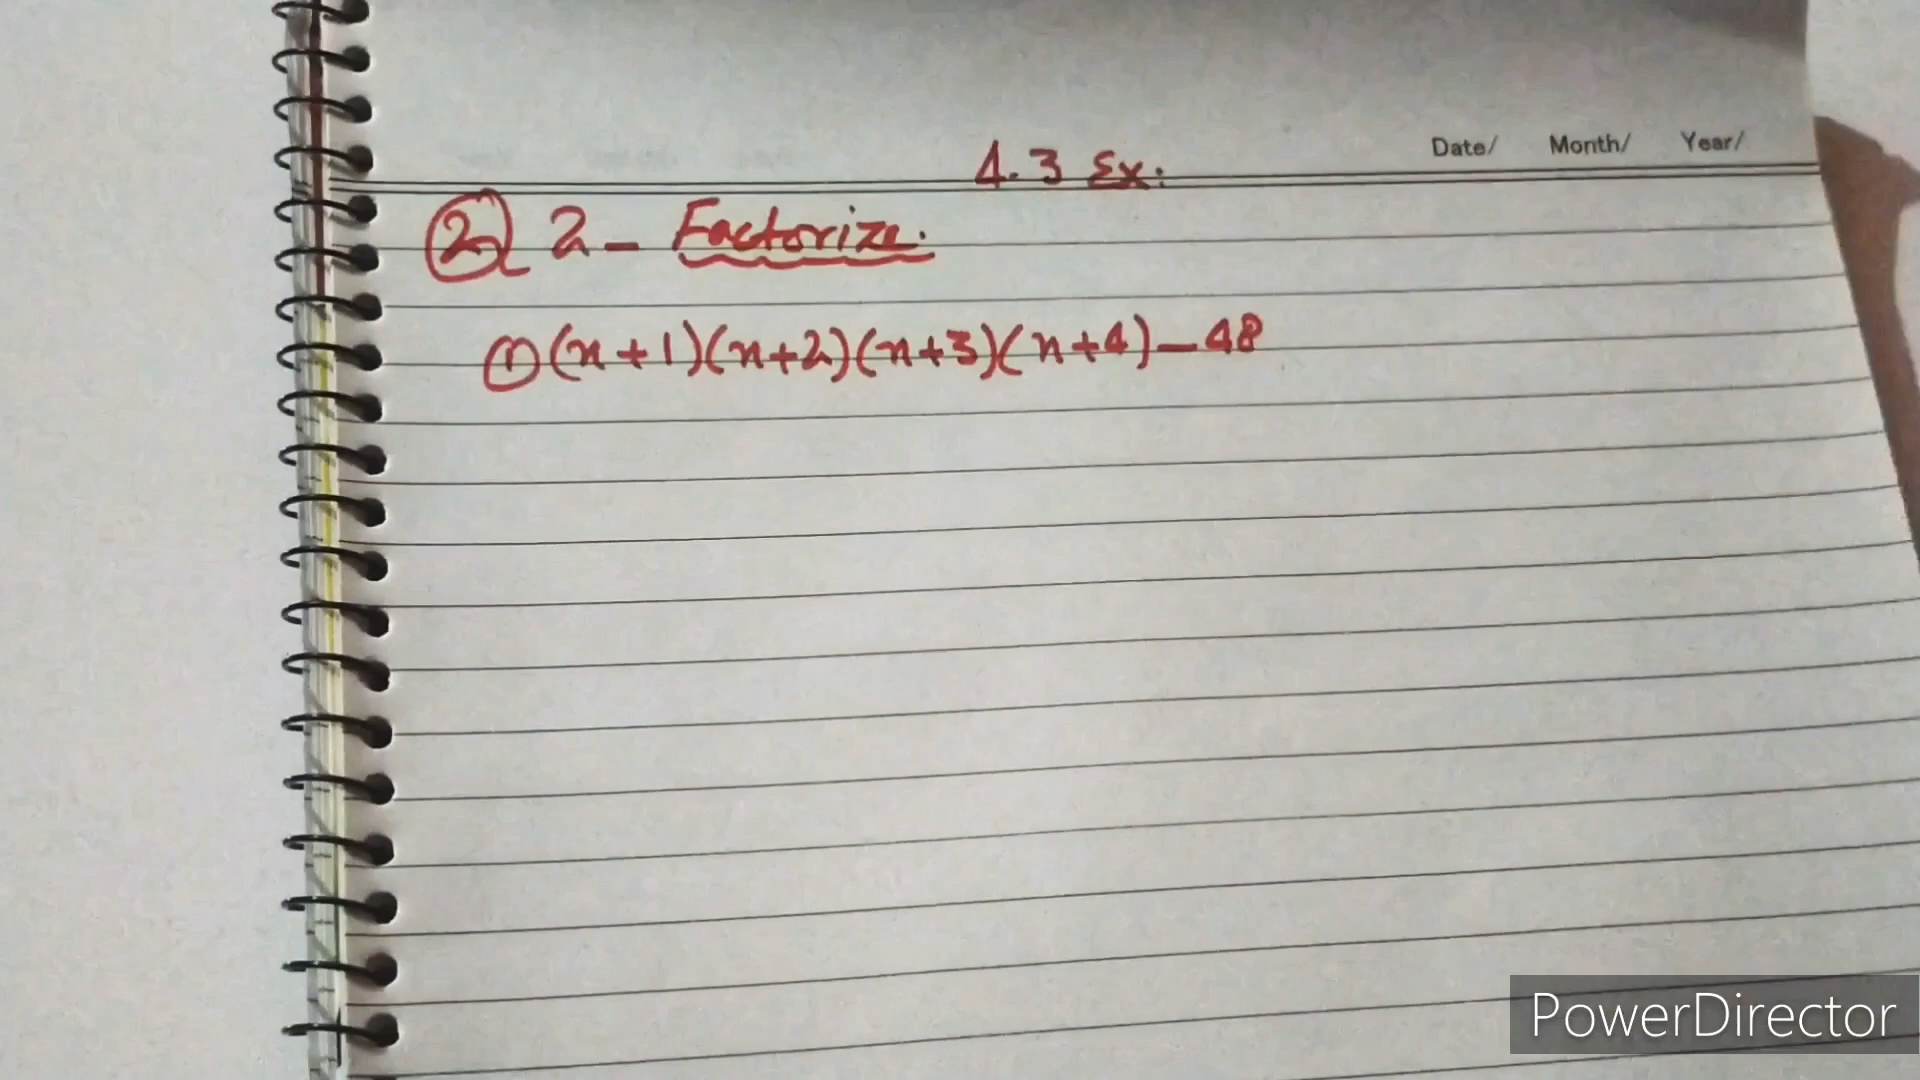 Date/ Month/ Year/
4.3 Ex:
② 2 - Factorize.
① (x+1)(x+2)(x+3)(x+4)-48
PowerDirector